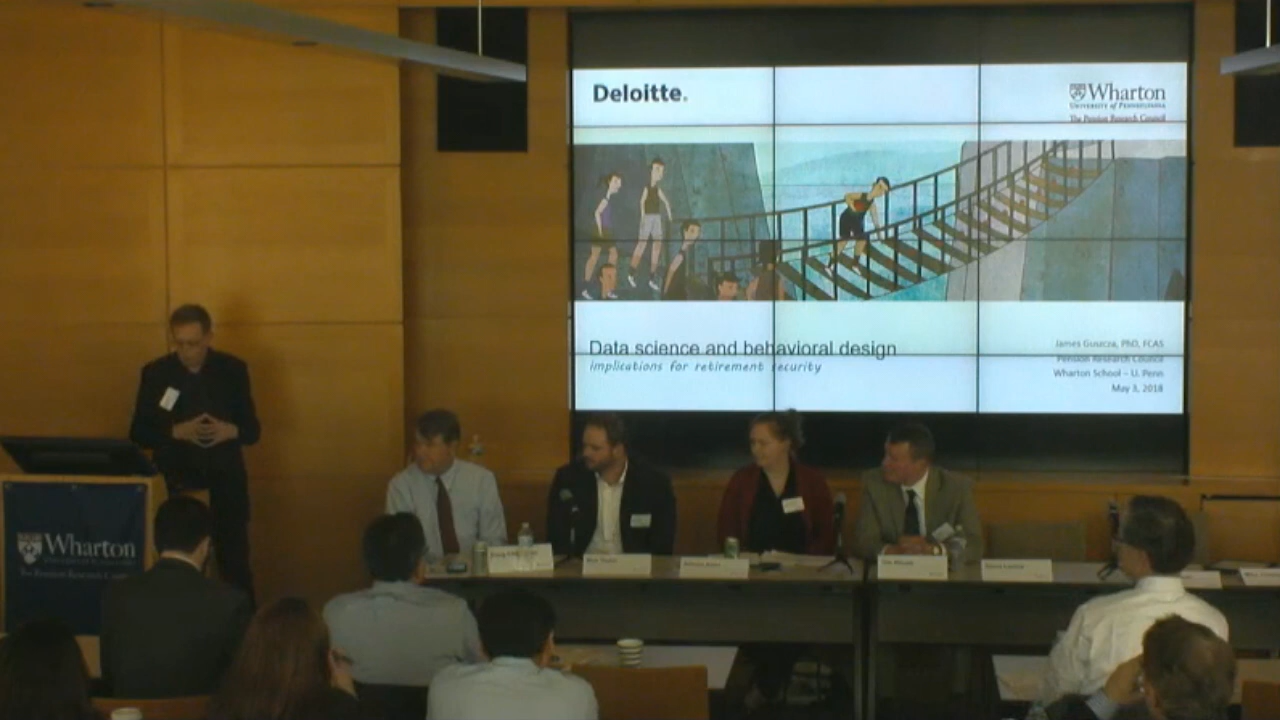 Deloitte.
Wharton
University of Pennsylvania
The Pension Research Council
Data science and behavioral design
implications for retirement security
James Guszcza, PhD, FCAS
Pension Research Council
Wharton School – U. Penn
May 3, 2018
Wharton